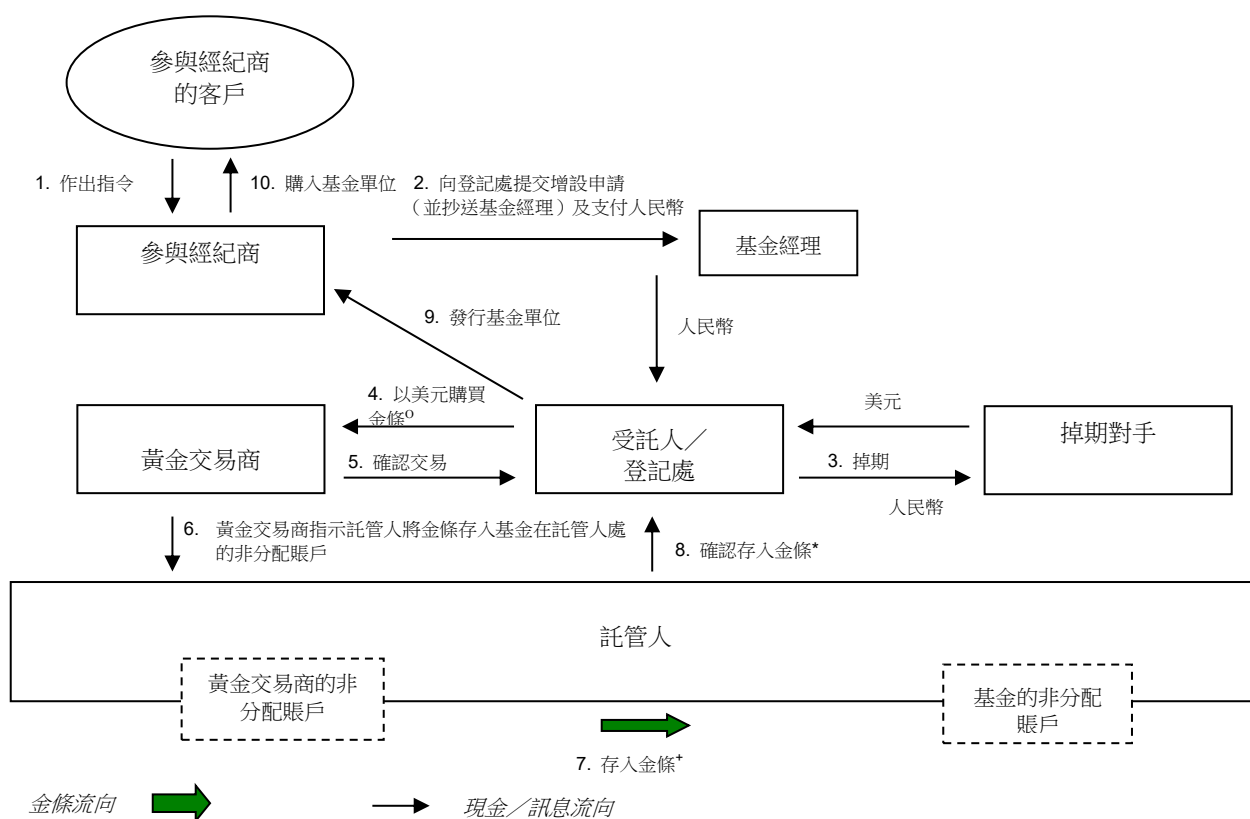 參與經紀商
的客戶
1. 作出指令
10. 購入基金單位
2. 向登記處提交增設申請
（並抄送基金經理）及支付人民幣
參與經紀商
基金經理
9. 發行基金單位
人民幣
4. 以美元購買
金條⁰
美元
黃金交易商
受託人／
登記處
掉期對手
5. 確認交易
3. 掉期
人民幣
6. 黃金交易商指示託管人將金條存入基金在託管人處
的非分配賬戶
8. 確認存入金條*
託管人
黃金交易商的非
分配賬戶
基金的非分配
賬戶
7. 存入金條⁺
金條流向
現金／訊息流向